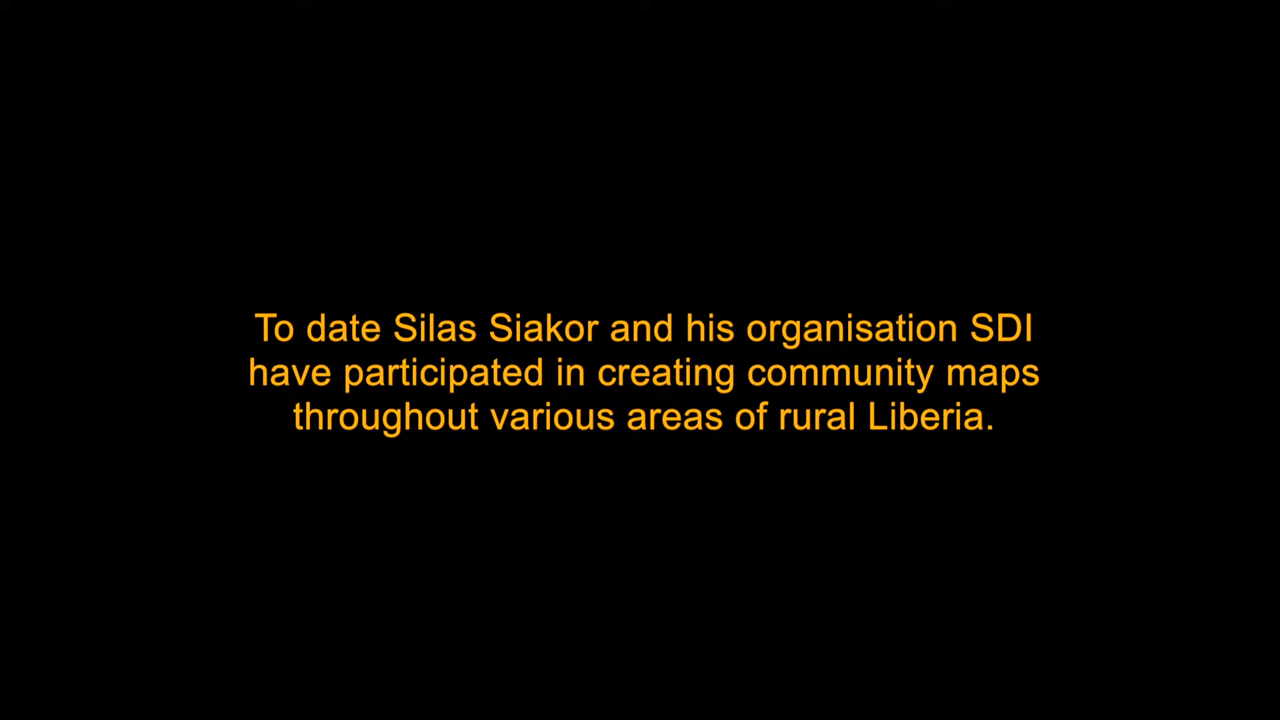 To date Silas Siakor and his organisation SDI
have participated in creating community maps
throughout various areas of rural Liberia.